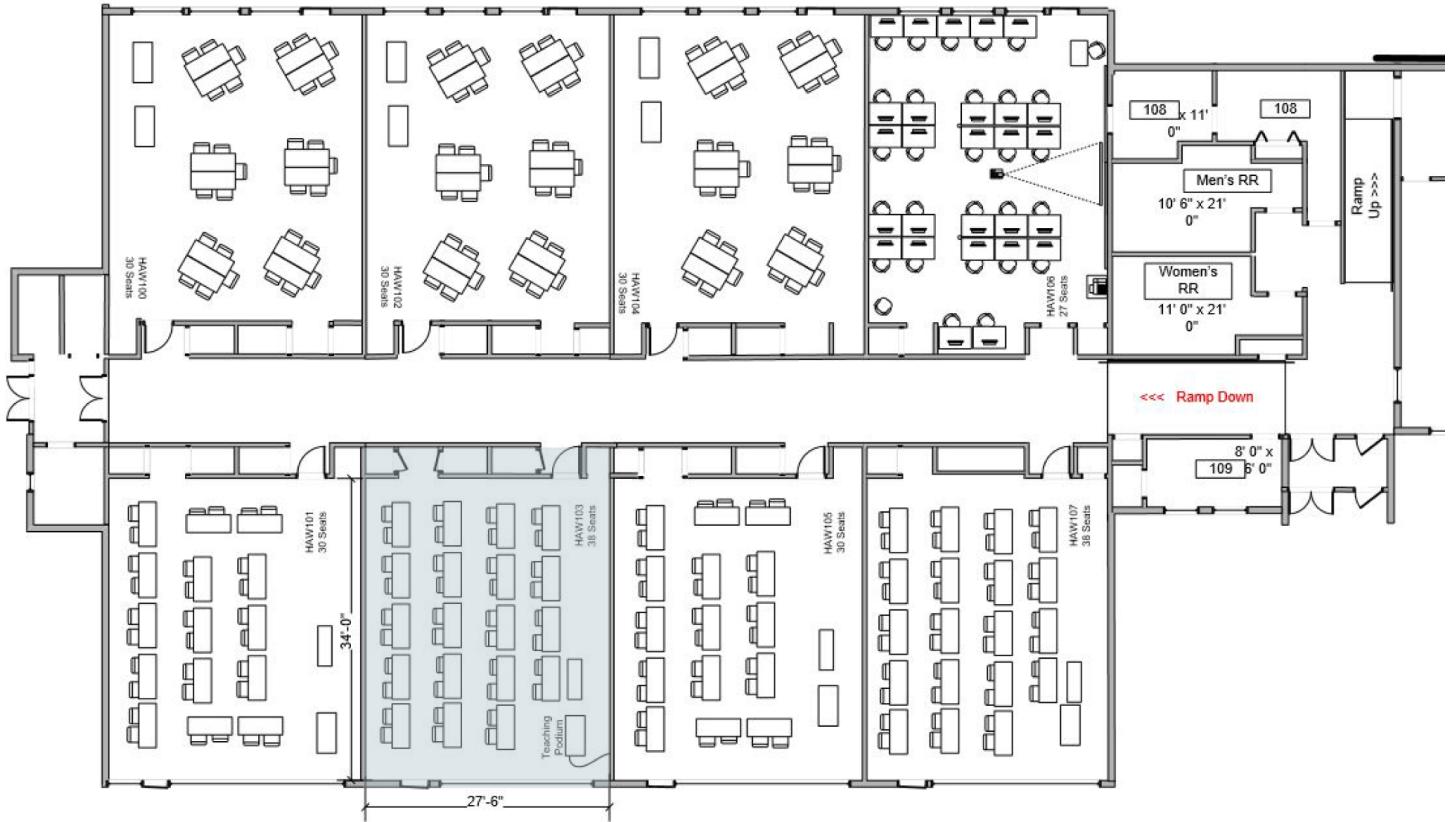 HAW100
30 Seats
HAW102
30 Seats
HAW104
30 Seats
HAW106
27 Seats
108
x 11'
0"
108
Men's RR
10' 6" x 21'
0"
Women's
RR
11' 0" x 21'
0"
Ramp
Up >>>
<<< Ramp Down
8' 0" x
6' 0"
109
HAW101
30 Seats
34'-0"
HAW103
38 Seats
Teaching
Podium
27'-6"
HAW105
30 Seats
HAW107
38 Seats